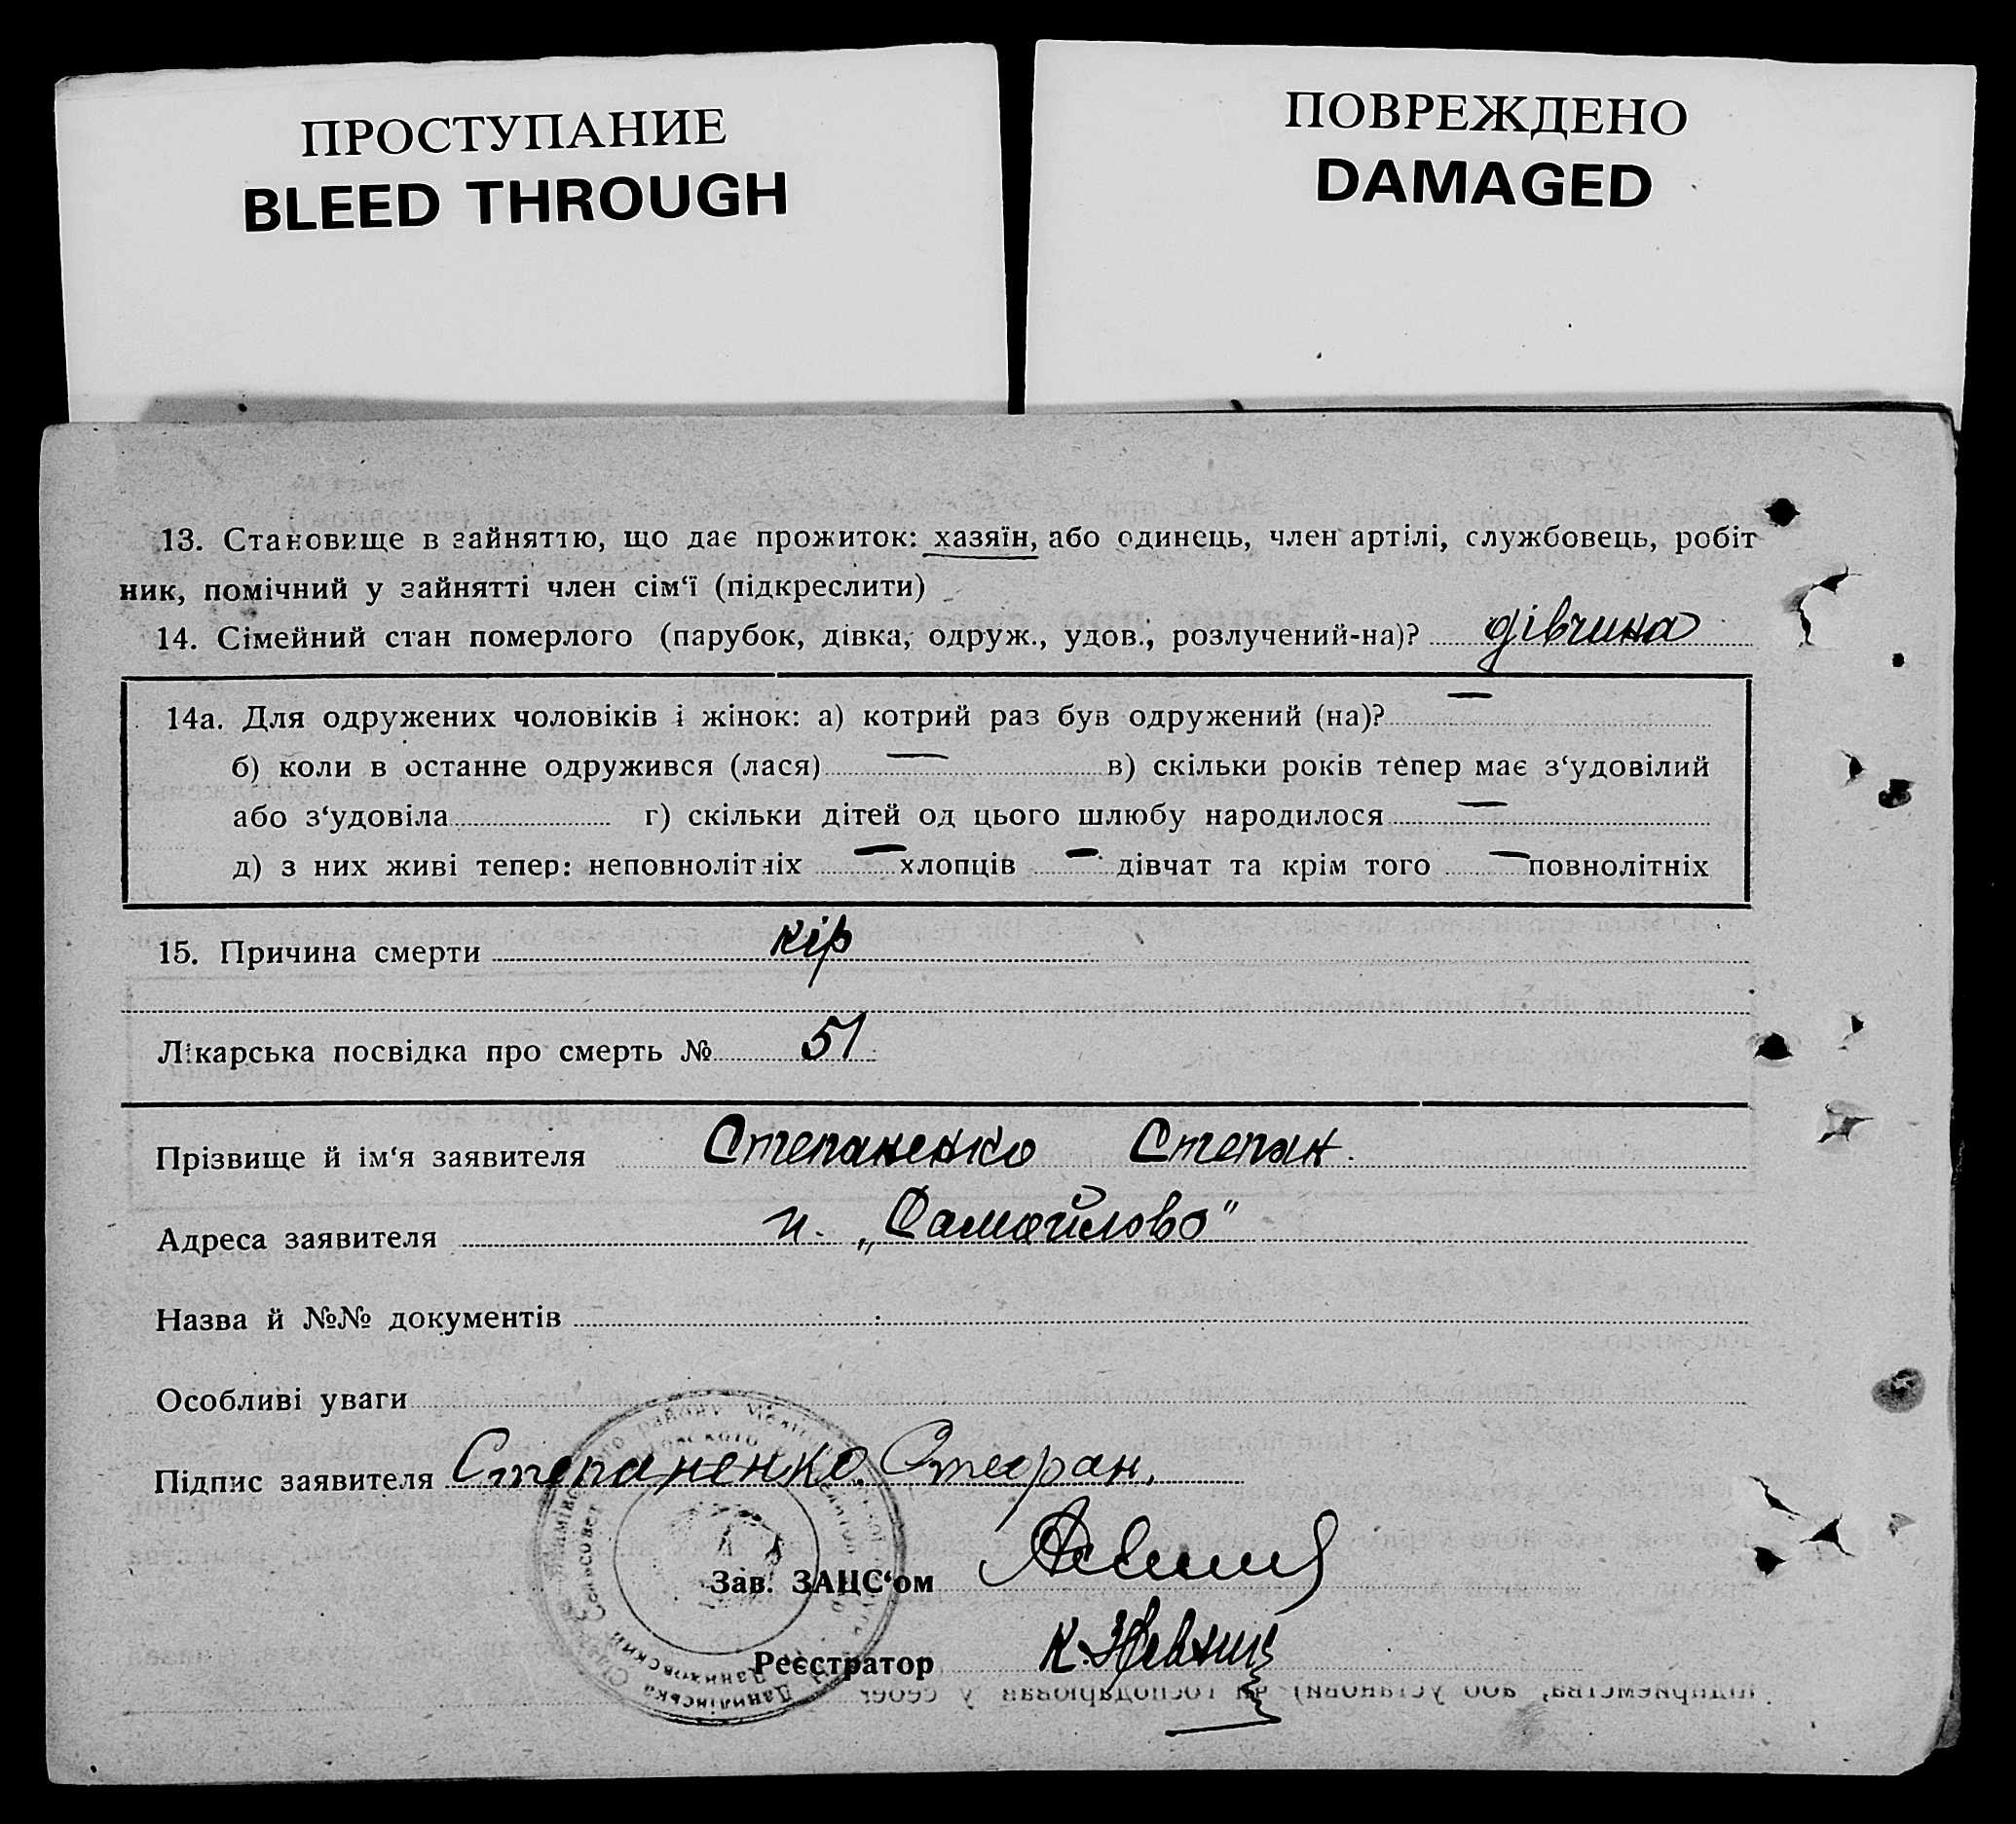 ПРОСТУПАНИЕ
BLEED THROUGH
ПОВРЕЖДЕНО
DAMAGED
13. Становище в зайняттю, що дає прожиток: хазяїн, або одинець, член артілі, службовець, робіт
ник, помічний у зайнятті член сім‘ї (підкреслити)
14. Сімейний стан померлого (парубок, дівка, одруж., удов., розлучений-на)? дівчина
14а. Для одружених чоловіків і жінок: а) котрий раз був одружений (на)? —
б) коли в останне одружився (лася) — в) скільки років тепер має з‘удовілий
або з‘удовіла г) скільки дітей од цього шлюбу народилося —
д) з них живі тепер: неповнолітніх — хлопців — дівчат та крім того — повнолітніх
15. Причина смерти кір
Лікарська посвідка про смерть № 51
Прізвище й ім‘я заявителя Степаненко Степан.
Адреса заявителя х. „Самойлово"
Назва й №№ документів
Особливі уваги
Підпис заявителя Степаненко Стефан.
Зав. ЗАЦС‘ом
Реєстратор К.